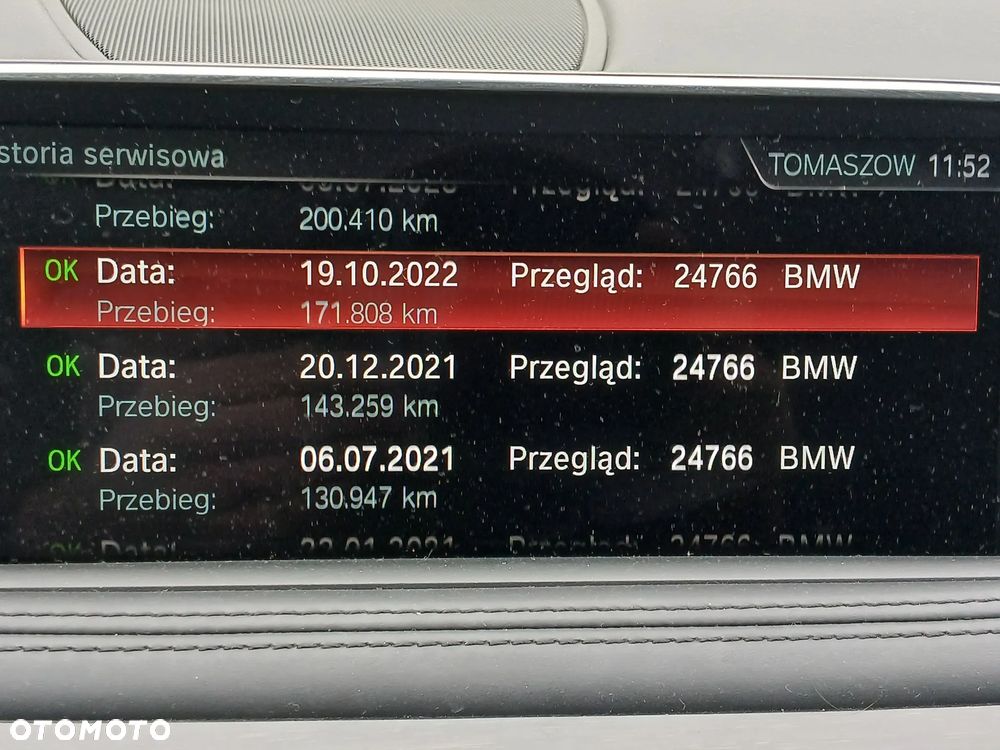 storia serwisowa
TOMASZOW 11:52
Przebieg: 200.410 km
OK Data: 19.10.2022 Przegląd: 24766 BMW
Przebieg: 171.808 km
OK Data: 20.12.2021 Przegląd: 24766 BMW
Przebieg: 143.259 km
OK Data: 06.07.2021 Przegląd: 24766 BMW
Przebieg: 130.947 km
OTOMOTO